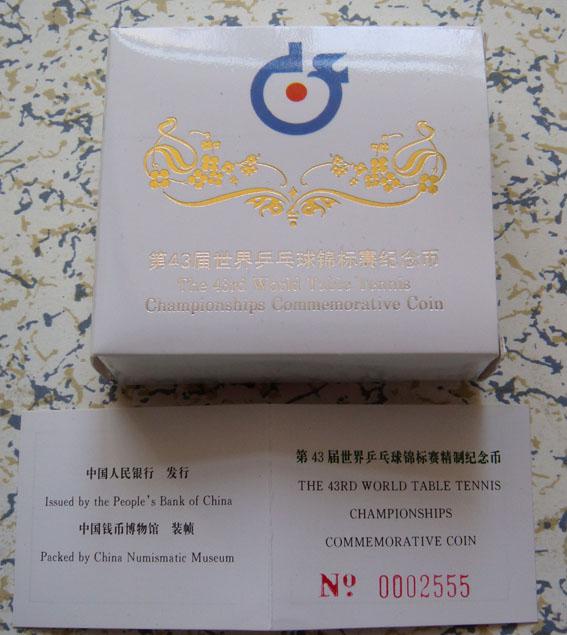 第43届世界乒乓球锦标赛纪念币
The 43rd World Table Tennis
Championships Commemorative Coin
中国人民银行 发行
Issued by the People's Bank of China
中国钱币博物馆 装帧
Packed by China Numismatic Museum
第43届世界乒乓球锦标赛精制纪念币
THE 43RD WORLD TABLE TENNIS
CHAMPIONSHIPS
COMMEMORATIVE COIN
Nº 0002555